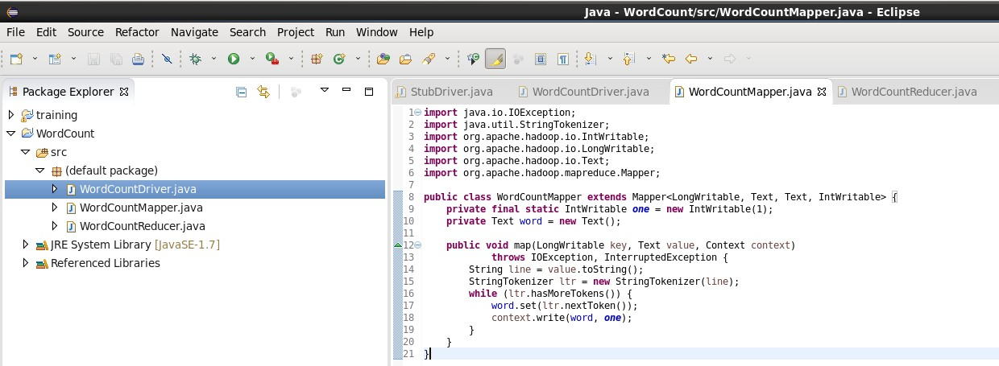 Java - WordCount/src/WordCountMapper.java - Eclipse
File Edit Source Refactor Navigate Search Project Run Window Help
Package Explorer
training
WordCount
src
(default package)
WordCountDriver.java
WordCountMapper.java
WordCountReducer.java
JRE System Library [JavaSE-1.7]
Referenced Libraries
StubDriver.java WordCountDriver.java WordCountMapper.java WordCountReducer.java
1 import java.io.IOException;
2 import java.util.StringTokenizer;
3 import org.apache.hadoop.io.IntWritable;
4 import org.apache.hadoop.io.LongWritable;
5 import org.apache.hadoop.io.Text;
6 import org.apache.hadoop.mapreduce.Mapper;
7
8 public class WordCountMapper extends Mapper<LongWritable, Text, Text, IntWritable> {
9     private final static IntWritable one = new IntWritable(1);
10     private Text word = new Text();
11
12     public void map(LongWritable key, Text value, Context context)
13             throws IOException, InterruptedException {
14         String line = value.toString();
15         StringTokenizer ltr = new StringTokenizer(line);
16         while (ltr.hasMoreTokens()) {
17             word.set(ltr.nextToken());
18             context.write(word, one);
19         }
20     }
21 }